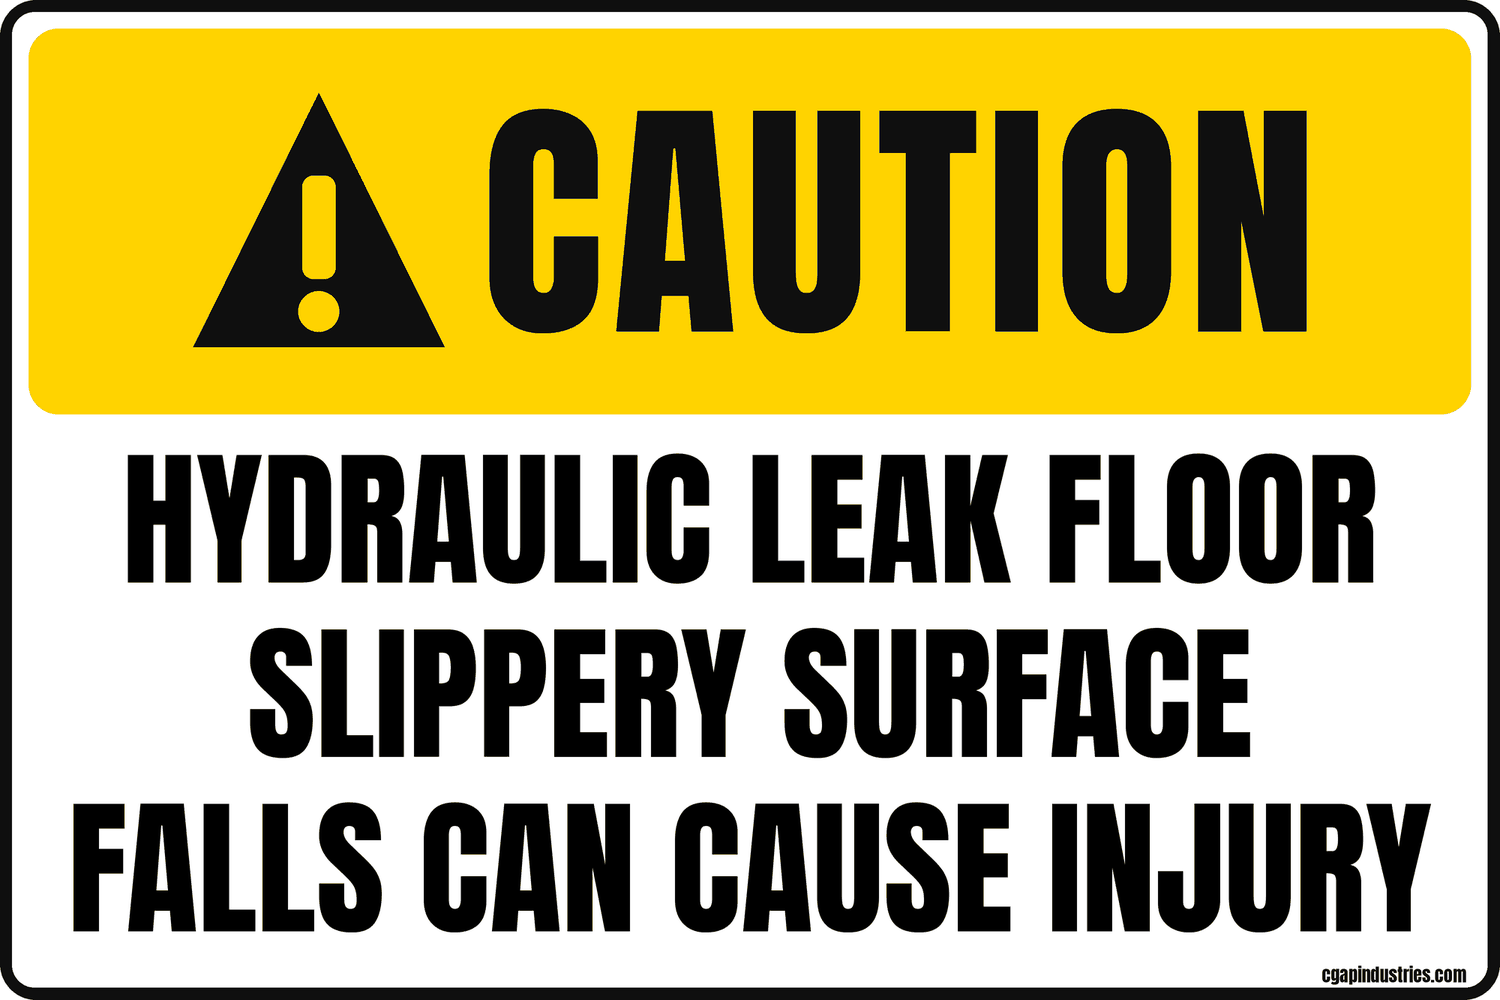 CAUTION
HYDRAULIC LEAK FLOOR
SLIPPERY SURFACE
FALLS CAN CAUSE INJURY
cgapindustries.com